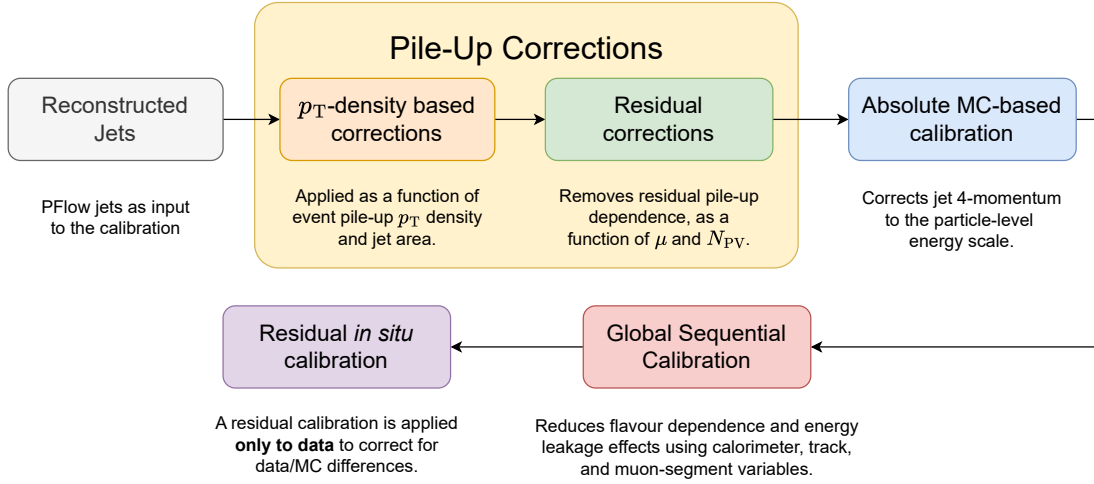 Pile-Up Corrections
Reconstructed
Jets
PFlow jets as input
to the calibration
p_T-density based
corrections
Applied as a function of
event pile-up p_T density
and jet area.
Residual
corrections
Removes residual pile-up
dependence, as a
function of μ and N_PV.
Absolute MC-based
calibration
Corrects jet 4-momentum
to the particle-level
energy scale.
Global Sequential
Calibration
Reduces flavour dependence and energy
leakage effects using calorimeter, track,
and muon-segment variables.
Residual in situ
calibration
A residual calibration is applied
only to data to correct for
data/MC differences.